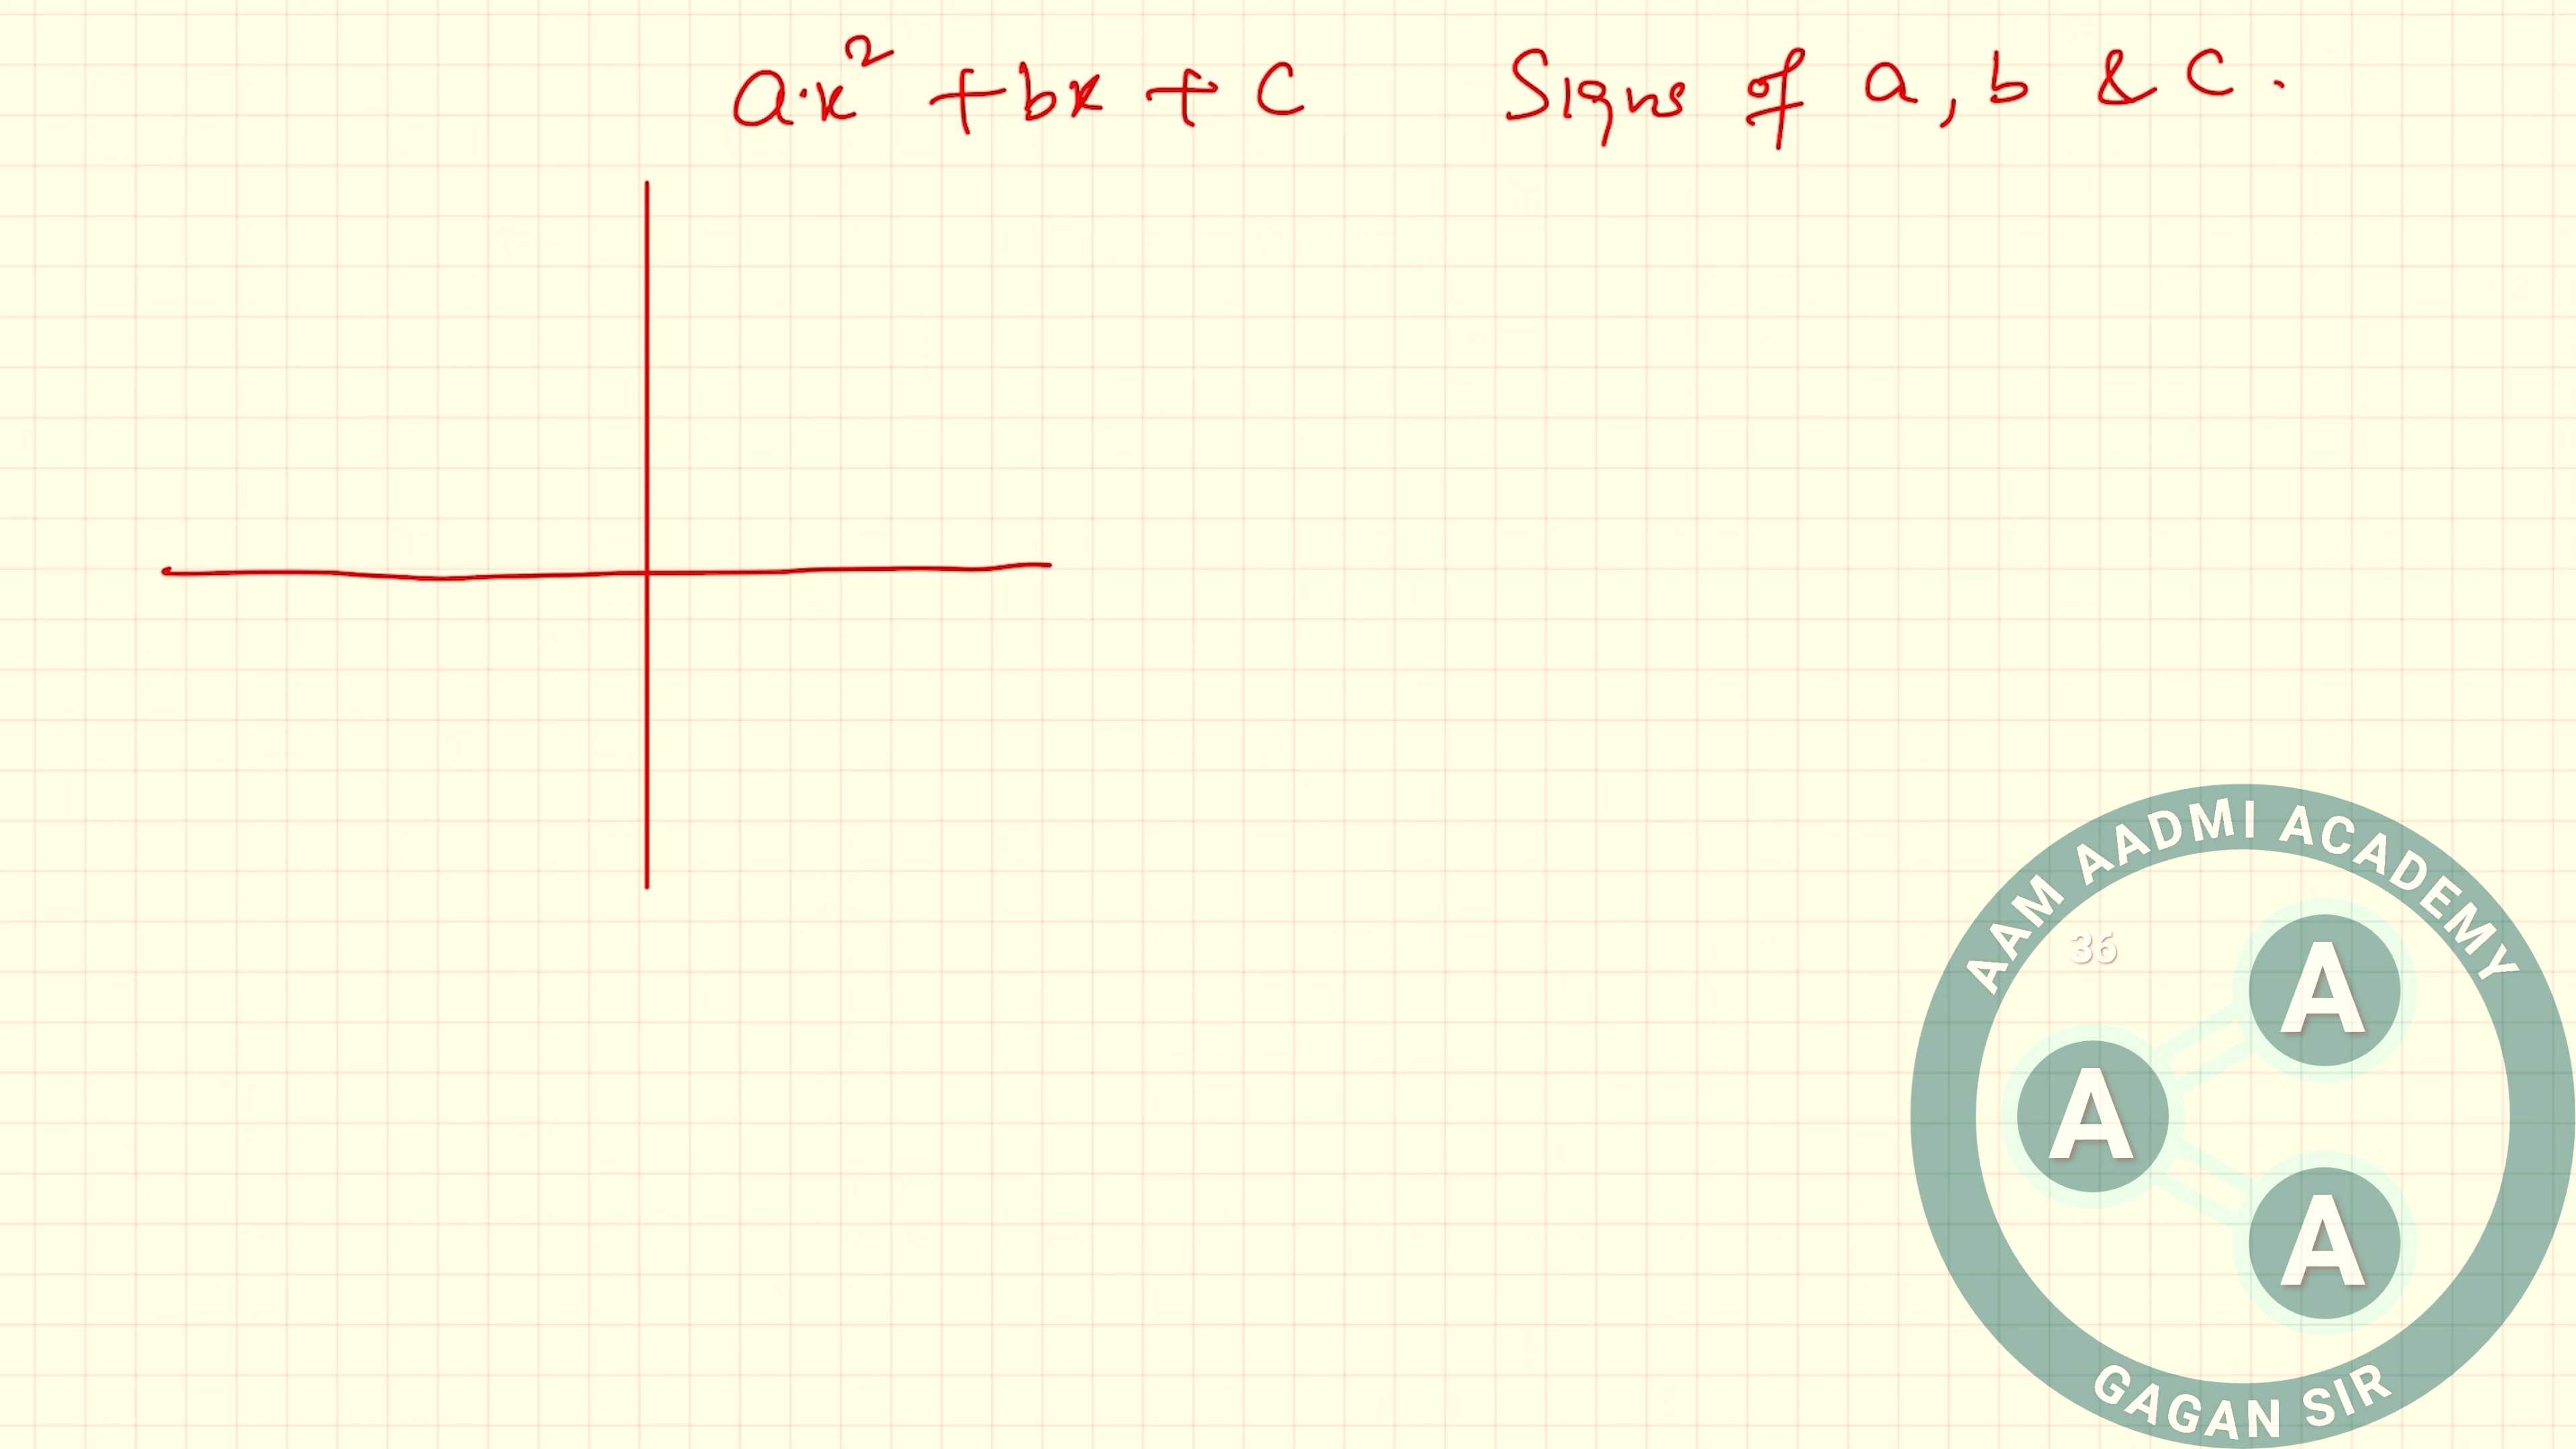 a.x² + bx + c Signs of a, b & c.
AAM AADMI ACADEMY
36
A
A
A
GAGAN SIR